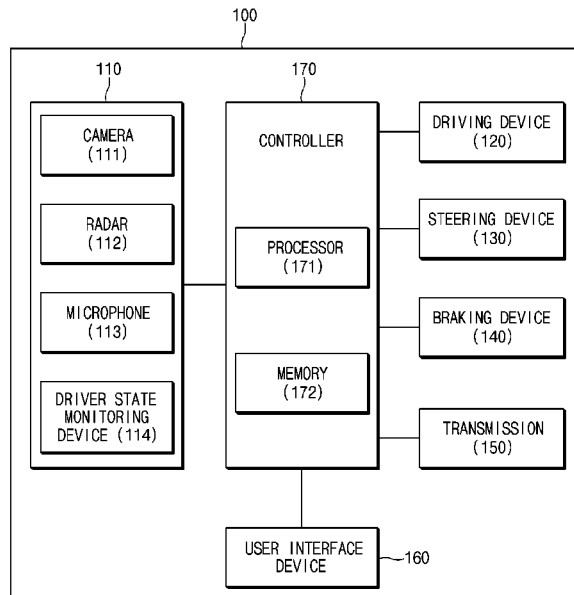 100
110
170
CAMERA
(111)
RADAR
(112)
MICROPHONE
(113)
DRIVER STATE
MONITORING
DEVICE (114)
CONTROLLER
PROCESSOR
(171)
MEMORY
(172)
DRIVING DEVICE
(120)
STEERING DEVICE
(130)
BRAKING DEVICE
(140)
TRANSMISSION
(150)
USER INTERFACE
DEVICE
160